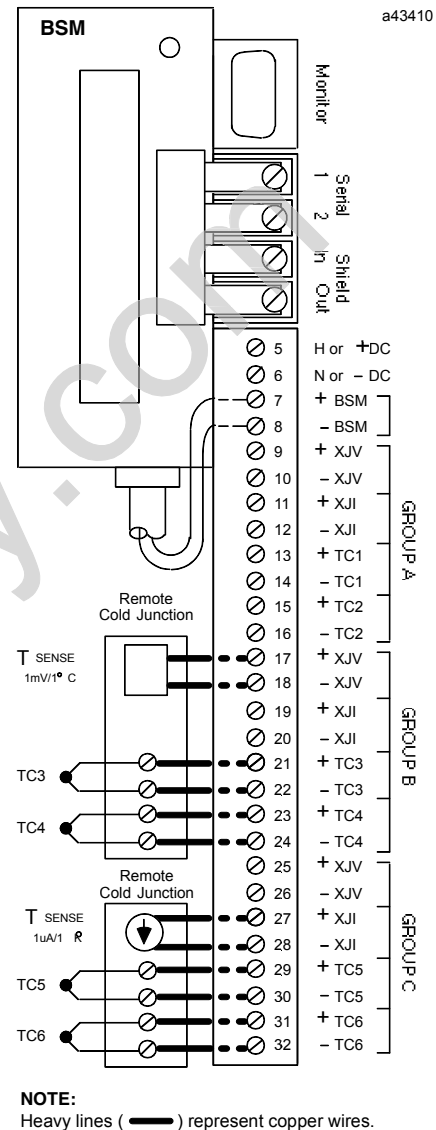 a43410
BSM
Monitor
Serial
1 2
Shield
In Out
5 H or +DC
6 N or – DC
7 + BSM
8 – BSM
9 + XJV
10 – XJV
11 + XJI
12 – XJI
13 + TC1
14 – TC1
15 + TC2
16 – TC2
GROUP A
Remote
Cold Junction
T SENSE
1mV/1° C
17 + XJV
18 – XJV
19 + XJI
20 – XJI
TC3
21 + TC3
22 – TC3
TC4
23 + TC4
24 – TC4
GROUP B
25 + XJV
26 – XJV
Remote
Cold Junction
T SENSE
1uA/1 R
27 + XJI
28 – XJI
TC5
29 + TC5
30 – TC5
TC6
31 + TC6
32 – TC6
GROUP C
NOTE:
Heavy lines ( ) represent copper wires.
y.com